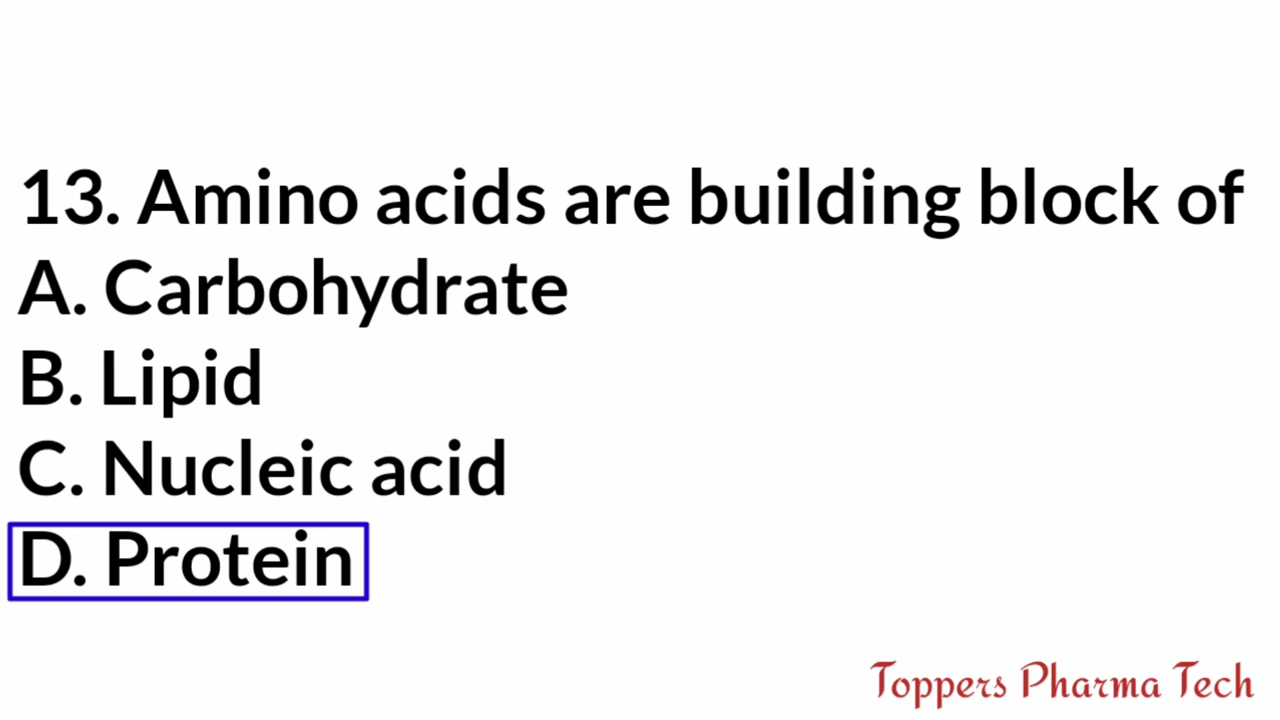 13. Amino acids are building block of
A. Carbohydrate
B. Lipid
C. Nucleic acid
D. Protein
Toppers Pharma Tech